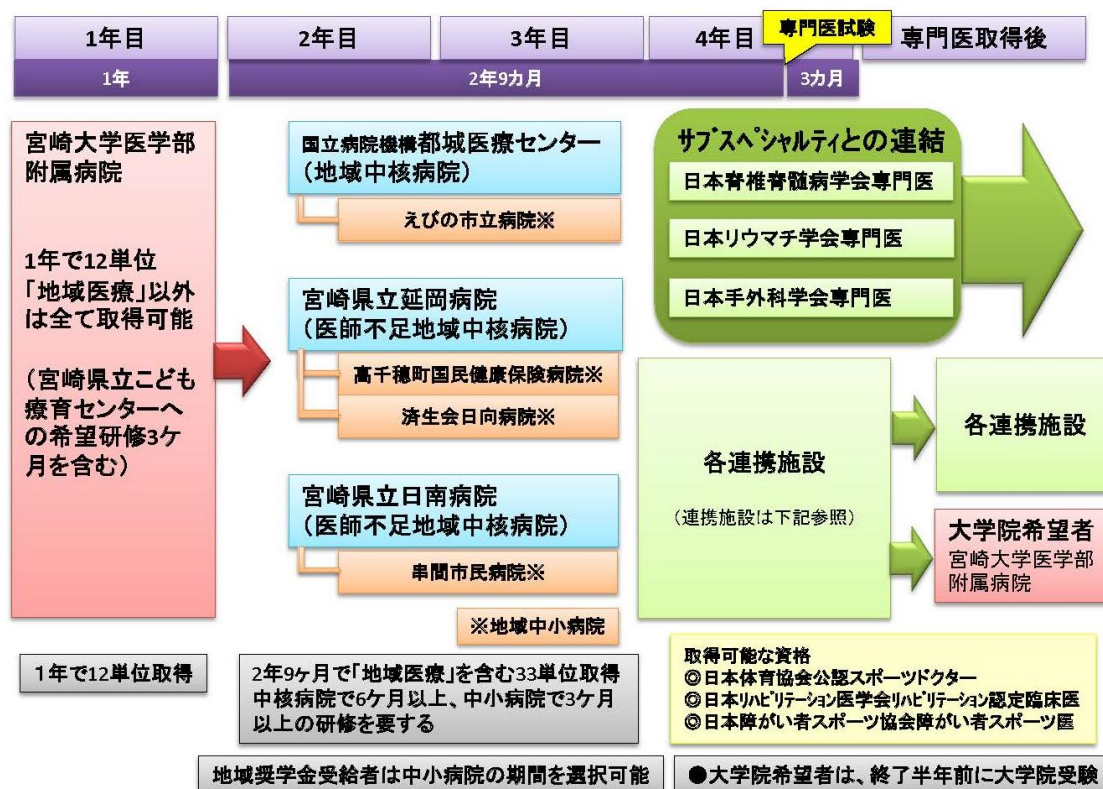 1年目
2年目
3年目
4年目
専門医試験
専門医取得後
1年
2年9カ月
3カ月
宮崎大学医学部
附属病院
1年で12単位
「地域医療」以外
は全て取得可能
(宮崎県立こども
療育センターへ
の希望研修3ケ
月を含む)
国立病院機構都城医療センター
(地域中核病院)
えびの市立病院※
宮崎県立延岡病院
(医師不足地域中核病院)
高千穂町国民健康保険病院※
済生会日向病院※
宮崎県立日南病院
(医師不足地域中核病院)
串間市民病院※
※地域中小病院
サブスペシャルティとの連結
日本脊椎脊髄病学会専門医
日本リウマチ学会専門医
日本手外科学会専門医
各連携施設
(連携施設は下記参照)
各連携施設
大学院希望者
宮崎大学医学部
附属病院
1年で12単位取得
2年9ヶ月で「地域医療」を含む33単位取得
中核病院で6ケ月以上、中小病院で3ケ月
以上の研修を要する
取得可能な資格
◎日本体育協会公認スポーツドクター
◎日本リハビリテーション医学会リハビリテーション認定臨床医
◎日本障がい者スポーツ協会障がい者スポーツ医
地域奨学金受給者は中小病院の期間を選択可能
●大学院希望者は、終了半年前に大学院受験